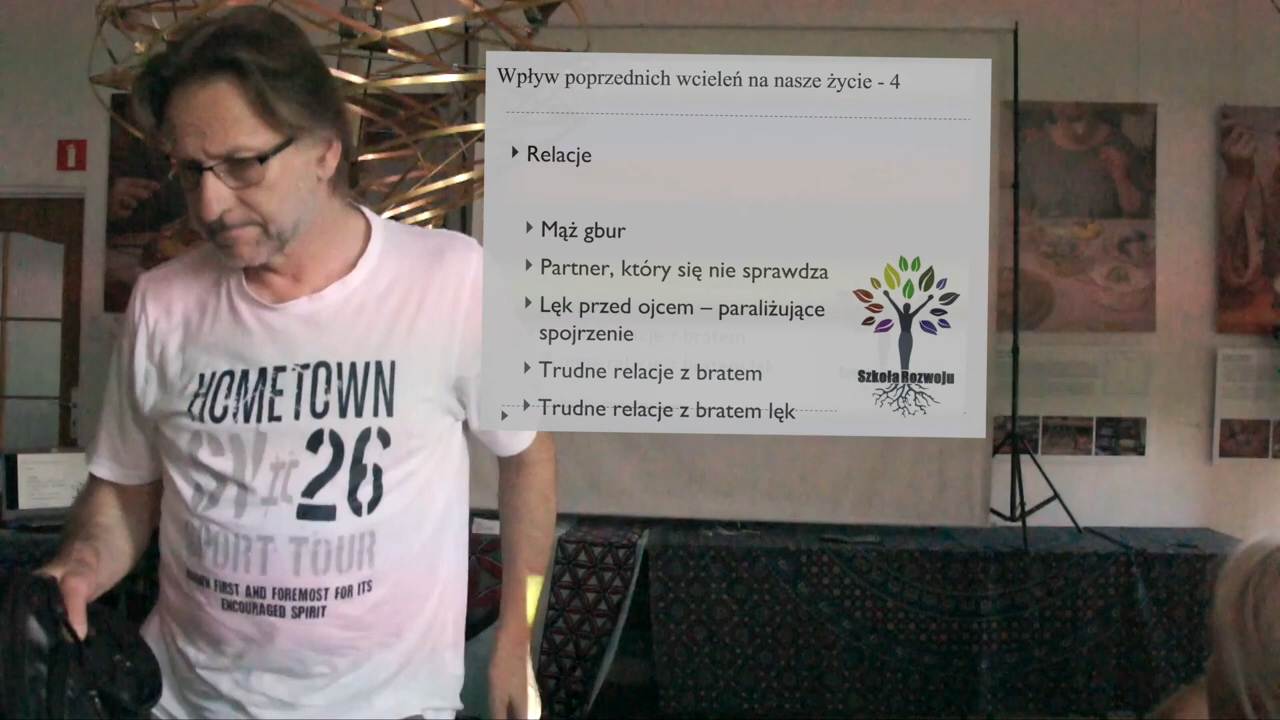 Wpływ poprzednich wcieleń na nasze życie - 4
Relacje
Mąż gbur
Partner, który się nie sprawdza
Lęk przed ojcem – paraliżujące
spojrzenie
Trudne relacje z bratem
Trudne relacje z bratem lęk
Szkoła Rozwoju
HOMETOWN
26
SPORT TOUR
FIRST AND FOREMOST FOR ITS
ENCOURAGED SPIRIT